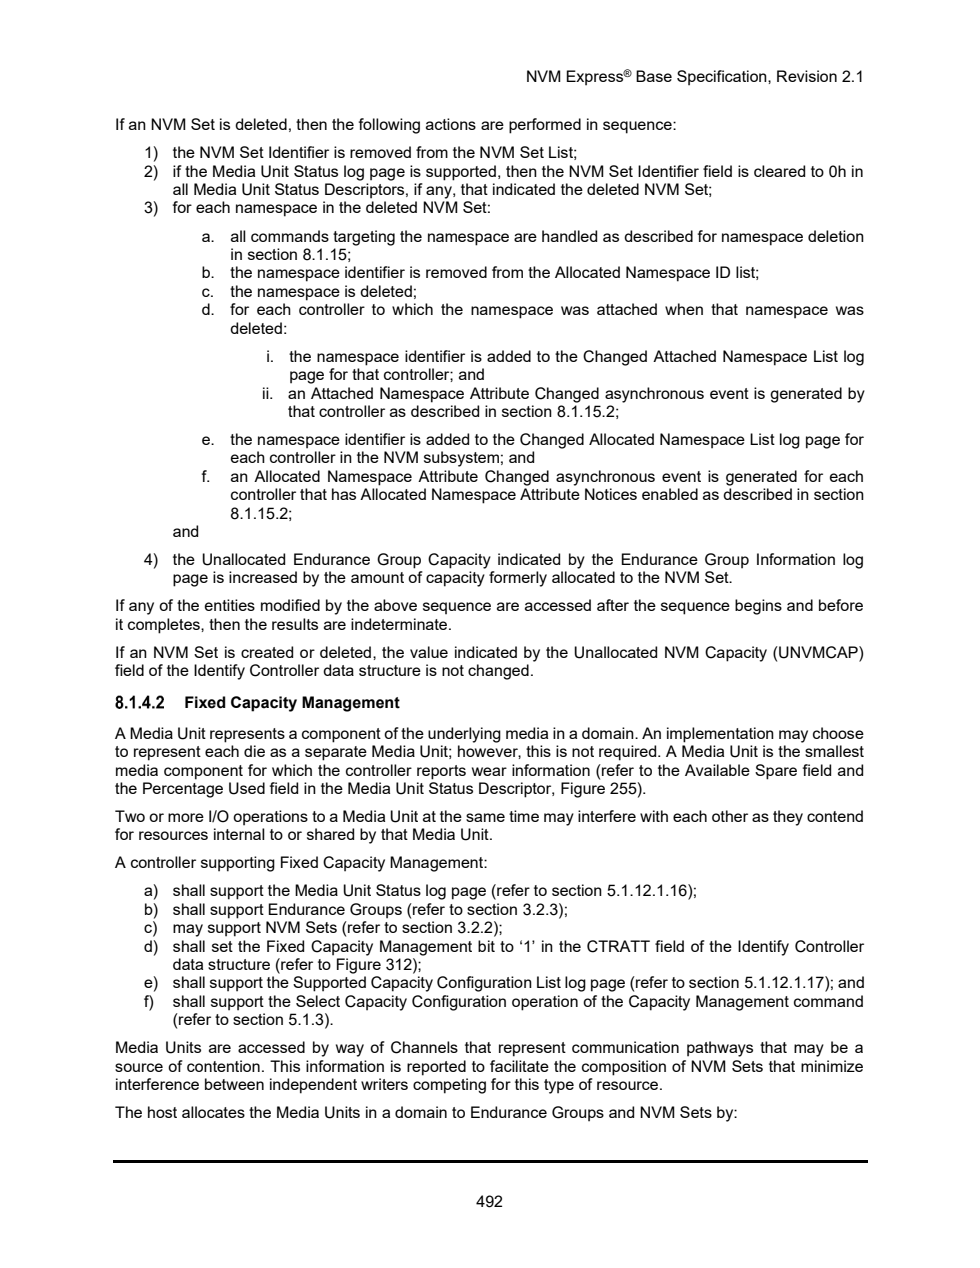 NVM Express® Base Specification, Revision 2.1
If an NVM Set is deleted, then the following actions are performed in sequence:
1) the NVM Set Identifier is removed from the NVM Set List;
2) if the Media Unit Status log page is supported, then the NVM Set Identifier field is cleared to 0h in
all Media Unit Status Descriptors, if any, that indicated the deleted NVM Set;
3) for each namespace in the deleted NVM Set:
a. all commands targeting the namespace are handled as described for namespace deletion
in section 8.1.15;
b. the namespace identifier is removed from the Allocated Namespace ID list;
c. the namespace is deleted;
d. for each controller to which the namespace was attached when that namespace was
deleted:
i. the namespace identifier is added to the Changed Attached Namespace List log
page for that controller; and
ii. an Attached Namespace Attribute Changed asynchronous event is generated by
that controller as described in section 8.1.15.2;
e. the namespace identifier is added to the Changed Allocated Namespace List log page for
each controller in the NVM subsystem; and
f. an Allocated Namespace Attribute Changed asynchronous event is generated for each
controller that has Allocated Namespace Attribute Notices enabled as described in section
8.1.15.2;
and
4) the Unallocated Endurance Group Capacity indicated by the Endurance Group Information log
page is increased by the amount of capacity formerly allocated to the NVM Set.
If any of the entities modified by the above sequence are accessed after the sequence begins and before
it completes, then the results are indeterminate.
If an NVM Set is created or deleted, the value indicated by the Unallocated NVM Capacity (UNVMCAP)
field of the Identify Controller data structure is not changed.
8.1.4.2 Fixed Capacity Management
A Media Unit represents a component of the underlying media in a domain. An implementation may choose
to represent each die as a separate Media Unit; however, this is not required. A Media Unit is the smallest
media component for which the controller reports wear information (refer to the Available Spare field and
the Percentage Used field in the Media Unit Status Descriptor, Figure 255).
Two or more I/O operations to a Media Unit at the same time may interfere with each other as they contend
for resources internal to or shared by that Media Unit.
A controller supporting Fixed Capacity Management:
a) shall support the Media Unit Status log page (refer to section 5.1.12.1.16);
b) shall support Endurance Groups (refer to section 3.2.3);
c) may support NVM Sets (refer to section 3.2.2);
d) shall set the Fixed Capacity Management bit to ‘1’ in the CTRATT field of the Identify Controller
data structure (refer to Figure 312);
e) shall support the Supported Capacity Configuration List log page (refer to section 5.1.12.1.17); and
f) shall support the Select Capacity Configuration operation of the Capacity Management command
(refer to section 5.1.3).
Media Units are accessed by way of Channels that represent communication pathways that may be a
source of contention. This information is reported to facilitate the composition of NVM Sets that minimize
interference between independent writers competing for this type of resource.
The host allocates the Media Units in a domain to Endurance Groups and NVM Sets by:
492